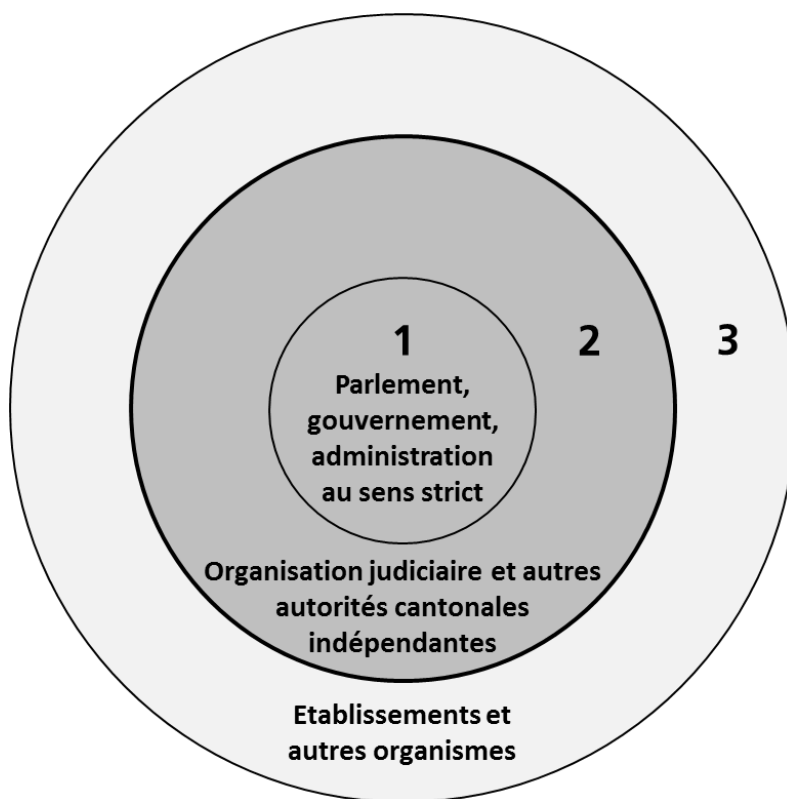 1
2
3
Parlement,
gouvernement,
administration
au sens strict
Organisation judiciaire et autres
autorités cantonales
indépendantes
Etablissements et
autres organismes